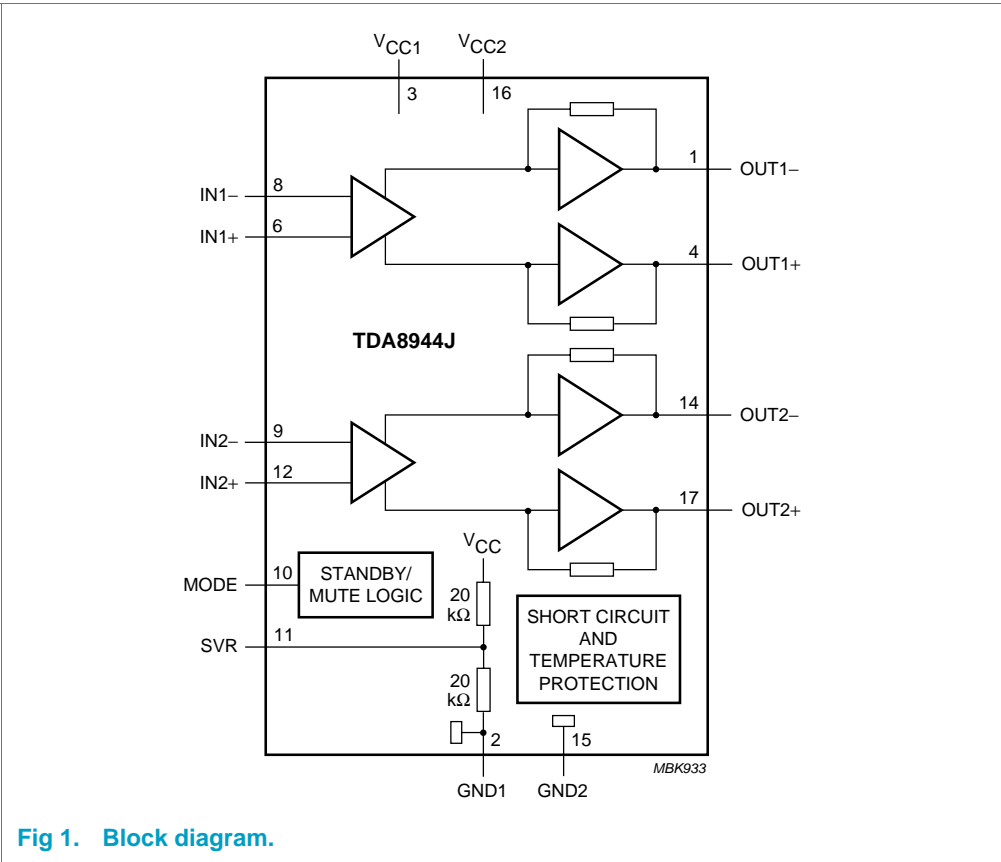 VCC1 VCC2
3 16
1 OUT1−
IN1− 8
IN1+ 6
4 OUT1+
TDA8944J
14 OUT2−
IN2− 9
IN2+ 12
17 OUT2+
VCC
MODE 10 STANDBY/
MUTE LOGIC
20
kΩ
SHORT CIRCUIT
AND
TEMPERATURE
PROTECTION
SVR 11
20
kΩ
2 15
MBK933
GND1 GND2
Fig 1. Block diagram.